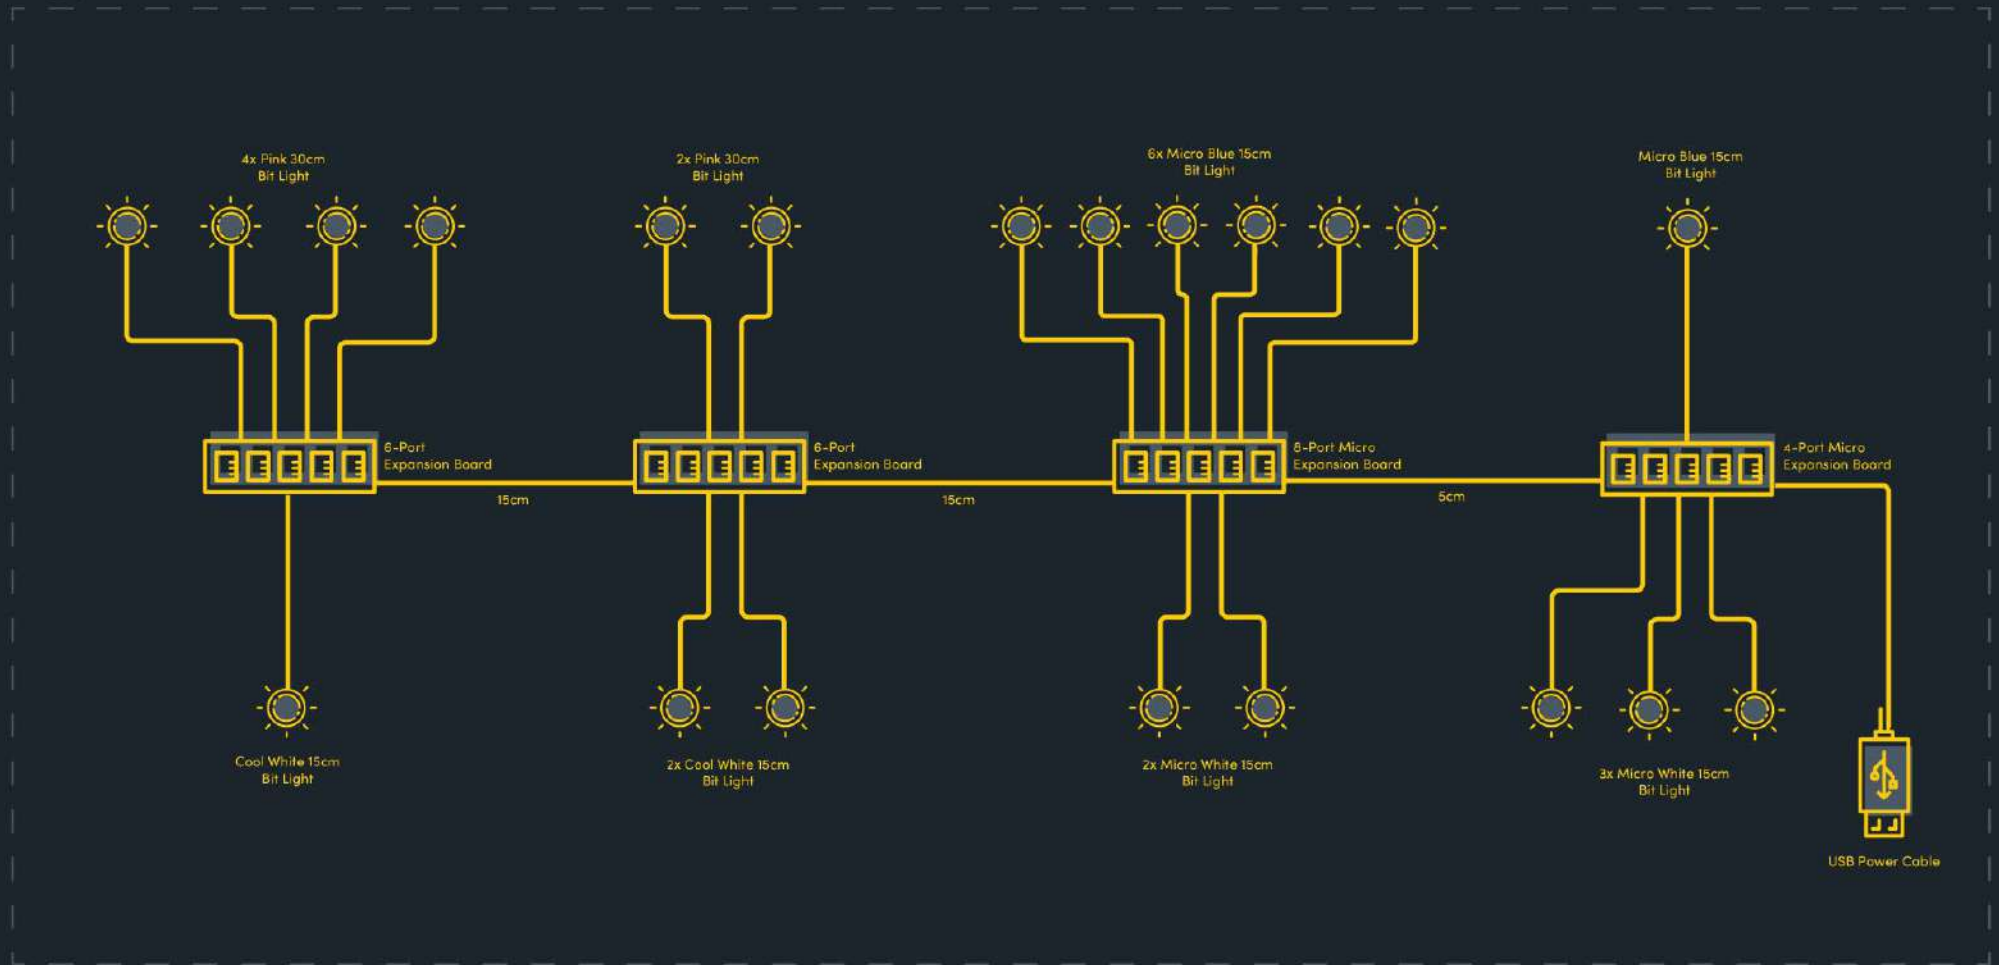 4x Pink 30cm
Bit Light
2x Pink 30cm
Bit Light
6x Micro Blue 15cm
Bit Light
Micro Blue 15cm
Bit Light
6-Port
Expansion Board
6-Port
Expansion Board
8-Port Micro
Expansion Board
4-Port Micro
Expansion Board
15cm
15cm
5cm
Cool White 15cm
Bit Light
2x Cool White 15cm
Bit Light
2x Micro White 15cm
Bit Light
3x Micro White 15cm
Bit Light
USB Power Cable